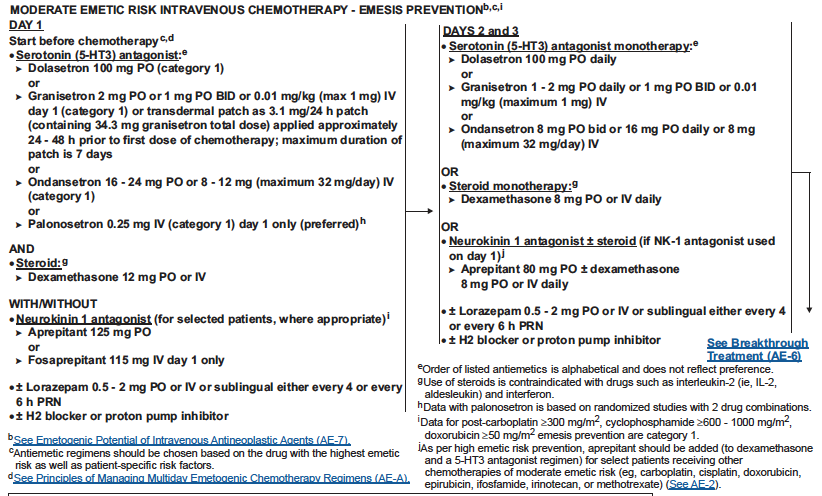 MODERATE EMETIC RISK INTRAVENOUS CHEMOTHERAPY - EMESIS PREVENTIONb,c,i
DAY 1
Start before chemotherapyc,d
•Serotonin (5-HT3) antagonist:e
➤ Dolasetron 100 mg PO (category 1)
or
➤ Granisetron 2 mg PO or 1 mg PO BID or 0.01 mg/kg (max 1 mg) IV
day 1 (category 1) or transdermal patch as 3.1 mg/24 h patch
(containing 34.3 mg granisetron total dose) applied approximately
24 - 48 h prior to first dose of chemotherapy; maximum duration of
patch is 7 days
or
➤ Ondansetron 16 - 24 mg PO or 8 - 12 mg (maximum 32 mg/day) IV
(category 1)
or
➤ Palonosetron 0.25 mg IV (category 1) day 1 only (preferred)h
AND
•Steroid:g
➤ Dexamethasone 12 mg PO or IV
WITH/WITHOUT
•Neurokinin 1 antagonist (for selected patients, where appropriate)i
➤ Aprepitant 125 mg PO
or
➤ Fosaprepitant 115 mg IV day 1 only
•± Lorazepam 0.5 - 2 mg PO or IV or sublingual either every 4 or every
6 h PRN
•± H2 blocker or proton pump inhibitor
bSee Emetogenic Potential of Intravenous Antineoplastic Agents (AE-7).
cAntiemetic regimens should be chosen based on the drug with the highest emetic
risk as well as patient-specific risk factors.
dSee Principles of Managing Multiday Emetogenic Chemotherapy Regimens (AE-A).
DAYS 2 and 3
•Serotonin (5-HT3) antagonist monotherapy:e
➤ Dolasetron 100 mg PO daily
or
➤ Granisetron 1 - 2 mg PO daily or 1 mg PO BID or 0.01
mg/kg (maximum 1 mg) IV
or
➤ Ondansetron 8 mg PO bid or 16 mg PO daily or 8 mg
(maximum 32 mg/day) IV
OR
•Steroid monotherapy:g
➤ Dexamethasone 8 mg PO or IV daily
OR
•Neurokinin 1 antagonist ± steroid (if NK-1 antagonist used
on day 1)j
➤ Aprepitant 80 mg PO ± dexamethasone
8 mg PO or IV daily
•± Lorazepam 0.5 - 2 mg PO or IV or sublingual either every 4
or every 6 h PRN
•± H2 blocker or proton pump inhibitor
See Breakthrough
Treatment (AE-6)
eOrder of listed antiemetics is alphabetical and does not reflect preference.
gUse of steroids is contraindicated with drugs such as interleukin-2 (ie, IL-2,
aldesleukin) and interferon.
hData with palonosetron is based on randomized studies with 2 drug combinations.
iData for post-carboplatin ≥300 mg/m2, cyclophosphamide ≥600 - 1000 mg/m2,
doxorubicin ≥50 mg/m2 emesis prevention are category 1.
jAs per high emetic risk prevention, aprepitant should be added (to dexamethasone
and a 5-HT3 antagonist regimen) for select patients receiving other
chemotherapies of moderate emetic risk (eg, carboplatin, cisplatin, doxorubicin,
epirubicin, ifosfamide, irinotecan, or methotrexate) (See AE-2).